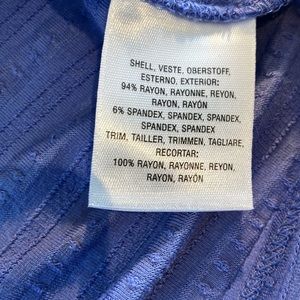 SHELL, VESTE, OBERSTOFF,
ESTERNO, EXTERIOR:
94% RAYON, RAYONNE, REYON,
RAYON, RAYÓN
6% SPANDEX, SPANDEX, SPANDEX,
SPANDEX, SPANDEX
TRIM, TAILLER, TRIMMEN, TAGLIARE,
RECORTAR:
100% RAYON, RAYONNE, REYON,
RAYON, RAYÓN